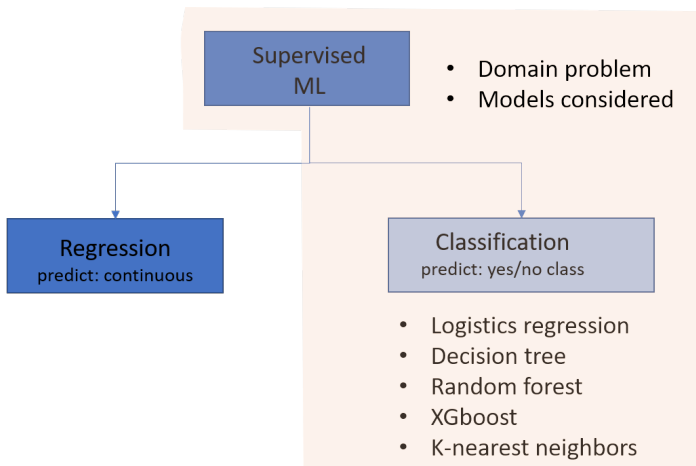 Supervised
ML
• Domain problem
• Models considered
Regression
predict: continuous
Classification
predict: yes/no class
• Logistics regression
• Decision tree
• Random forest
• XGboost
• K-nearest neighbors